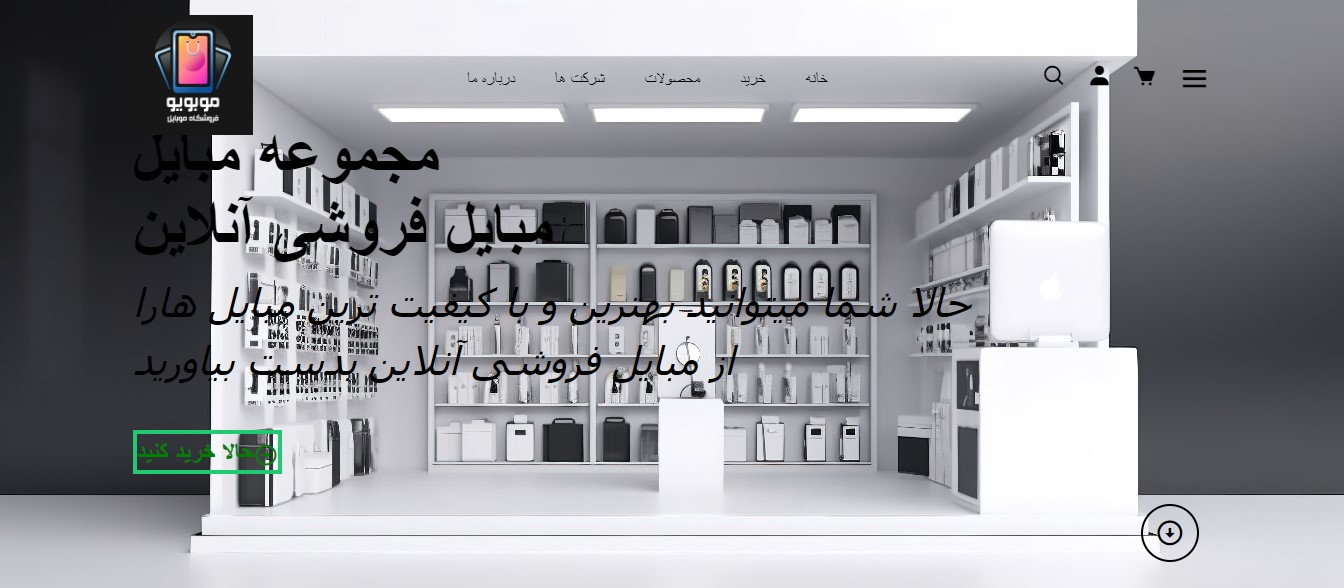 موبویو
فروشگاه موبایل
خانه
خرید
محصولات
شرکت ها
درباره ما
مجموعه مبایل
مبایل فروشی آنلاین
حالا شما میتوانید بهترین و با کیفیت ترین مبایل هارا
از مبایل فروشی آنلاین بدست بیاورید
حالا خرید کنید